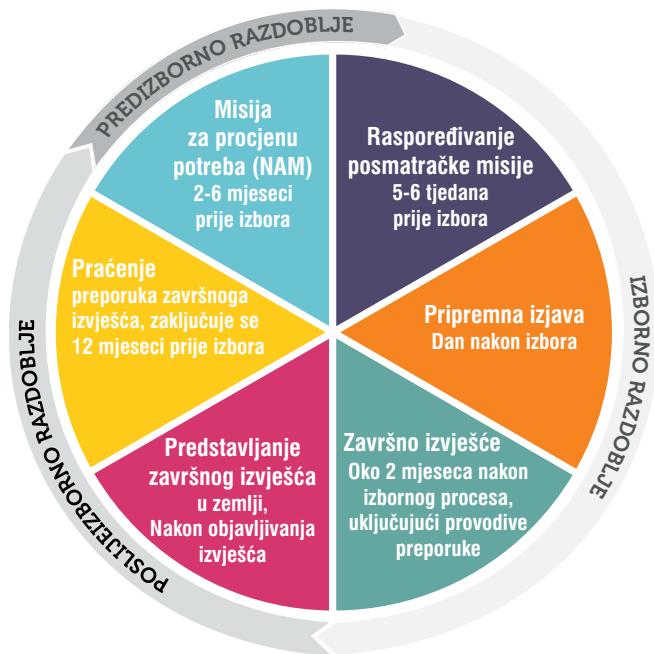 PREDIZBORNO RAZDOBLJE
Misija
za procjenu
potreba (NAM)
2-6 mjeseci
prije izbora
Raspoređivanje
posmatračke misije
5-6 tjedana
prije izbora
IZBORNO RAZDOBLJE
Pripremna izjava
Dan nakon izbora
Završno izvješće
Oko 2 mjeseca nakon
izbornog procesa,
uključujući provodive
preporuke
Predstavljanje
završnog izvješća
u zemlji,
Nakon objavljivanja
izvješća
POSLIJEIZBORNO RAZDOBLJE
Praćenje
preporuka završnoga
izvješća, zaključuje se
12 mjeseci prije izbora